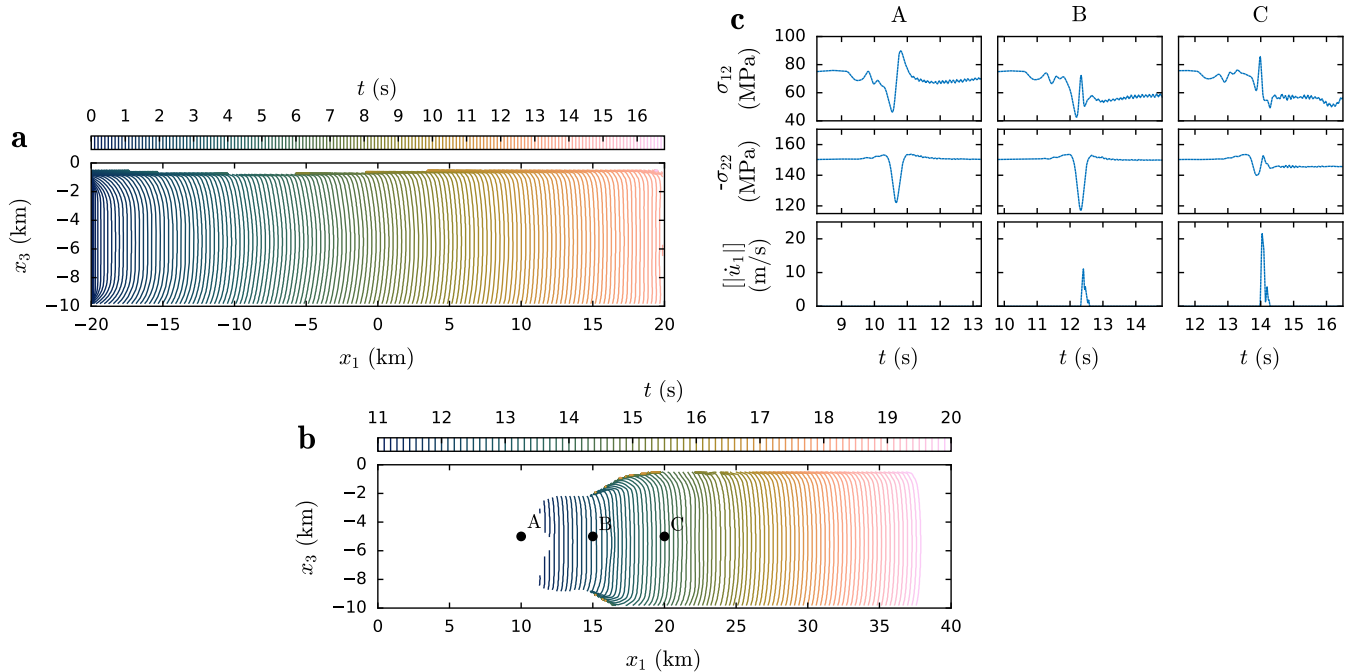 a
t (s)
0 1 2 3 4 5 6 7 8 9 10 11 12 13 14 15 16
x₃ (km)
0
−2
−4
−6
−8
−10
−20 −15 −10 −5 0 5 10 15 20
x₁ (km)
c
A B C
σ₁₂ (MPa)
100
80
60
40
-σ₂₂ (MPa)
160
140
120
[[u̇₁]] (m/s)
20
10
0
9 10 11 12 13
10 11 12 13 14
12 13 14 15 16
t (s) t (s) t (s)
b
t (s)
11 12 13 14 15 16 17 18 19 20
x₃ (km)
0
−2
−4
−6
−8
−10
A
B
C
0 5 10 15 20 25 30 35 40
x₁ (km)